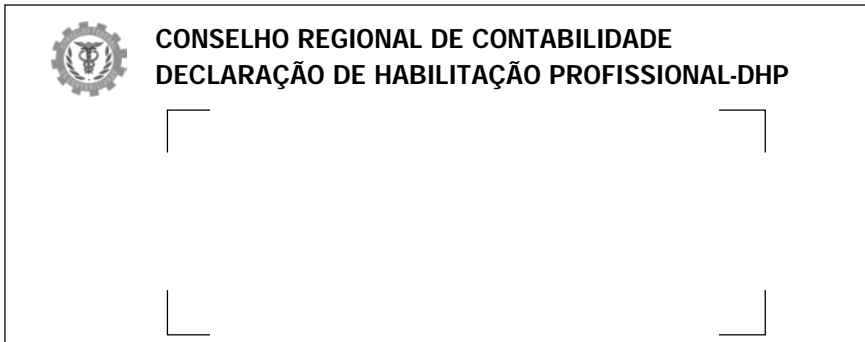 CONSELHO REGIONAL DE CONTABILIDADE
DECLARAÇÃO DE HABILITAÇÃO PROFISSIONAL-DHP